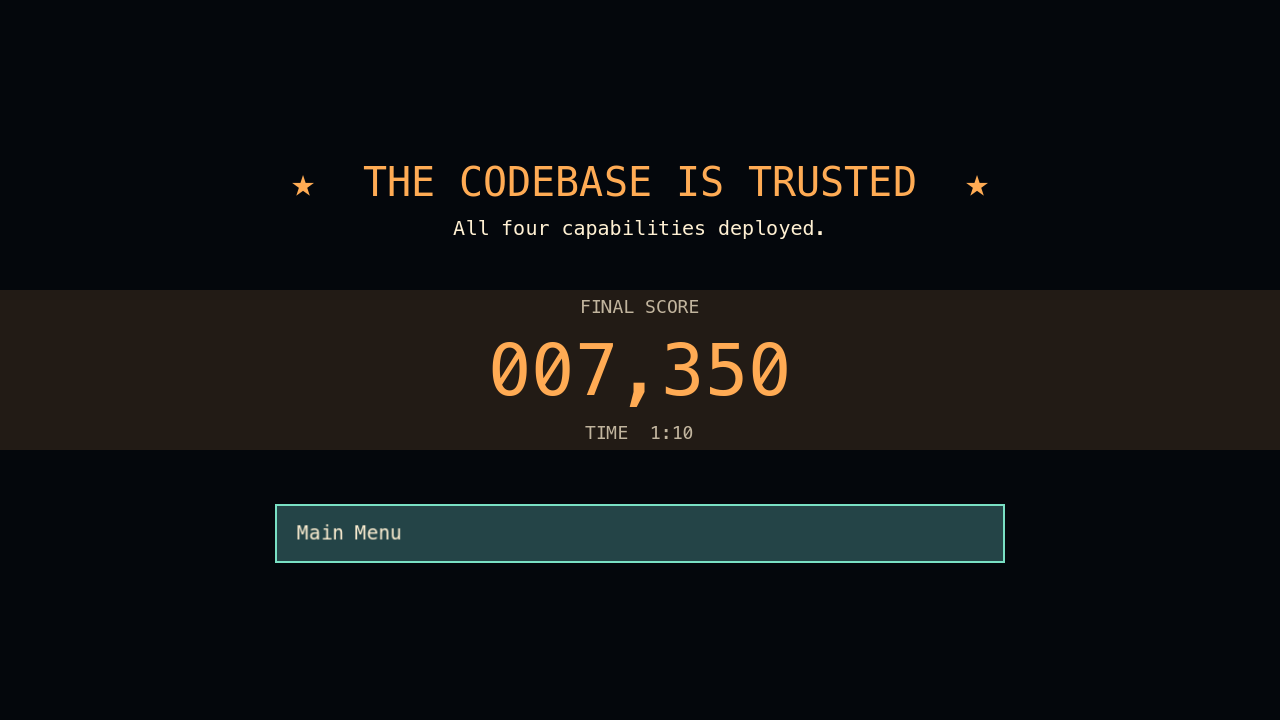 ★ THE CODEBASE IS TRUSTED ★
All four capabilities deployed.
FINAL SCORE
007,350
TIME 1:10
Main Menu